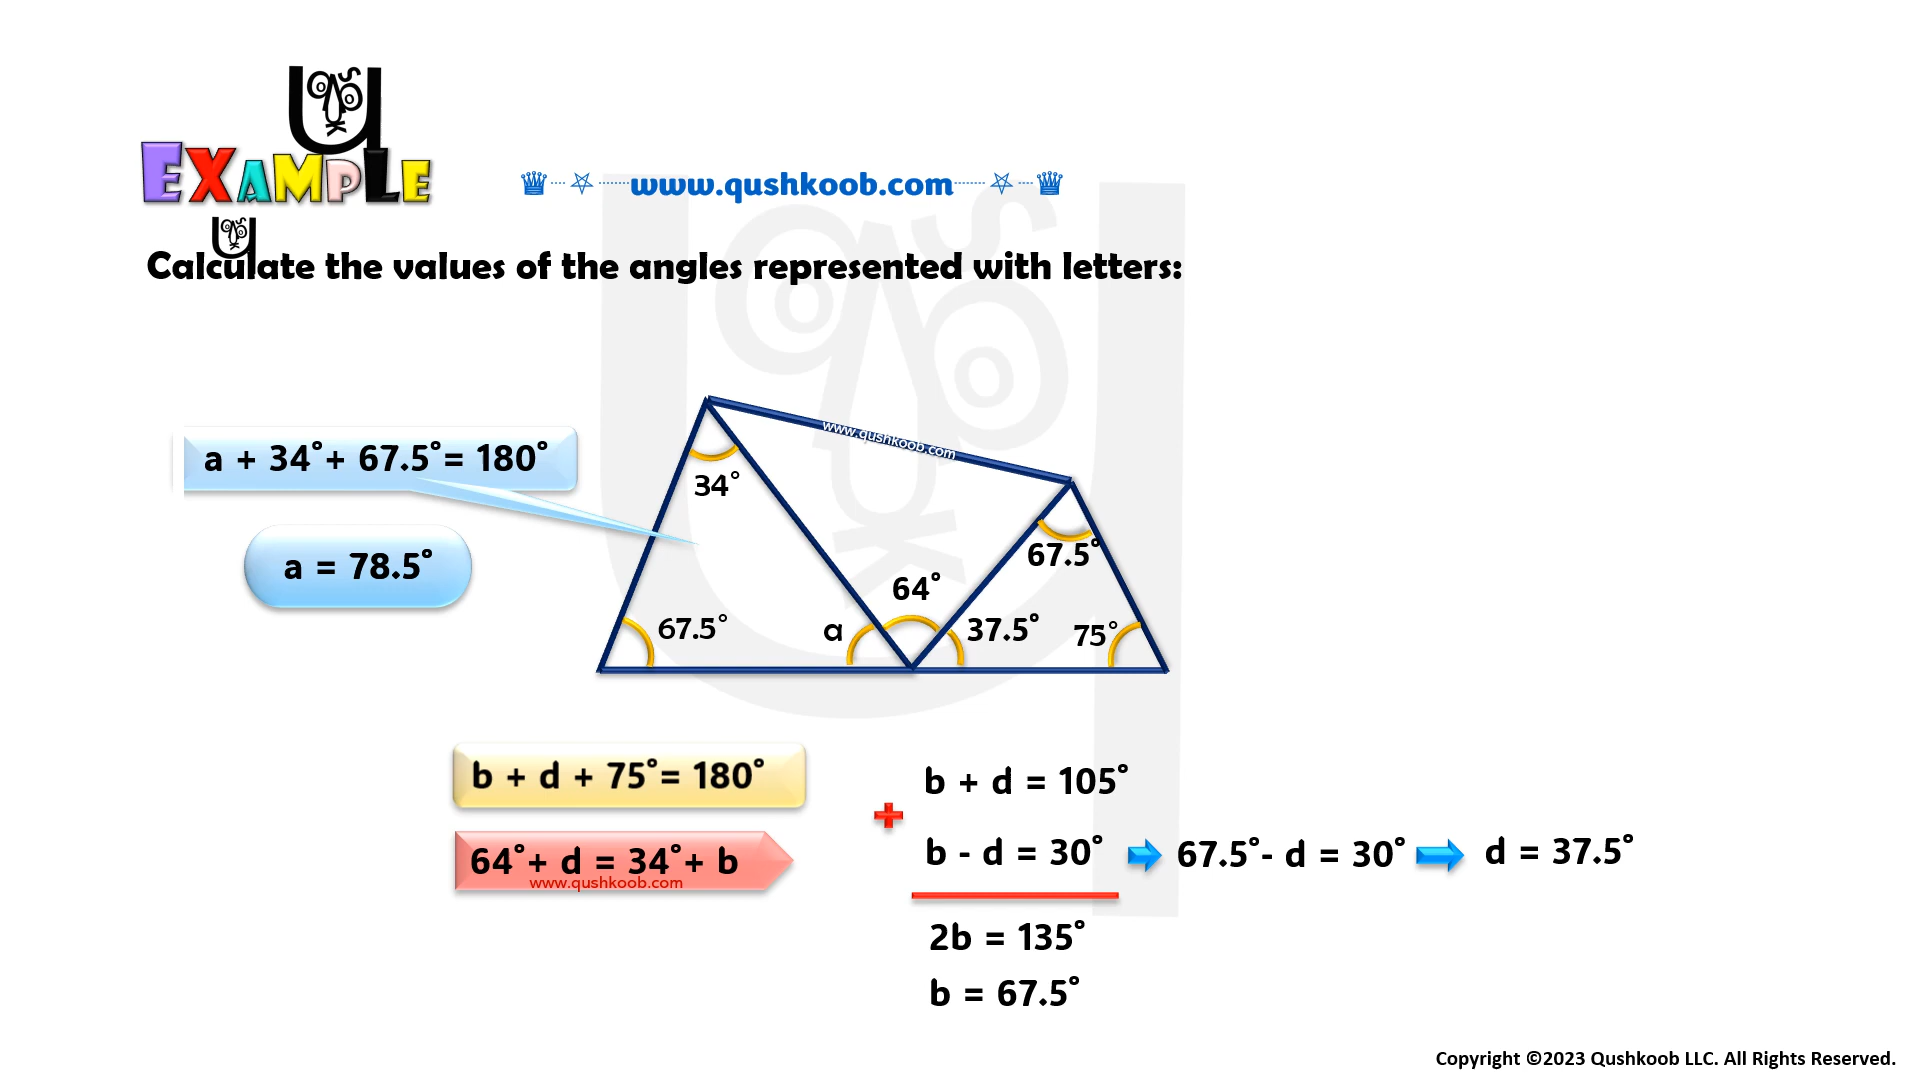 EXAMPLE
www.qushkoob.com
Calculate the values of the angles represented with letters:
a + 34°+ 67.5°= 180°
a = 78.5°
www.qushkoob.com
34°
67.5°
64°
67.5°
a
37.5°
75°
b + d + 75°= 180°
64°+ d = 34°+ b
www.qushkoob.com
b + d = 105°
+
b - d = 30°
67.5°- d = 30°
d = 37.5°
2b = 135°
b = 67.5°
Copyright ©2023 Qushkoob LLC. All Rights Reserved.